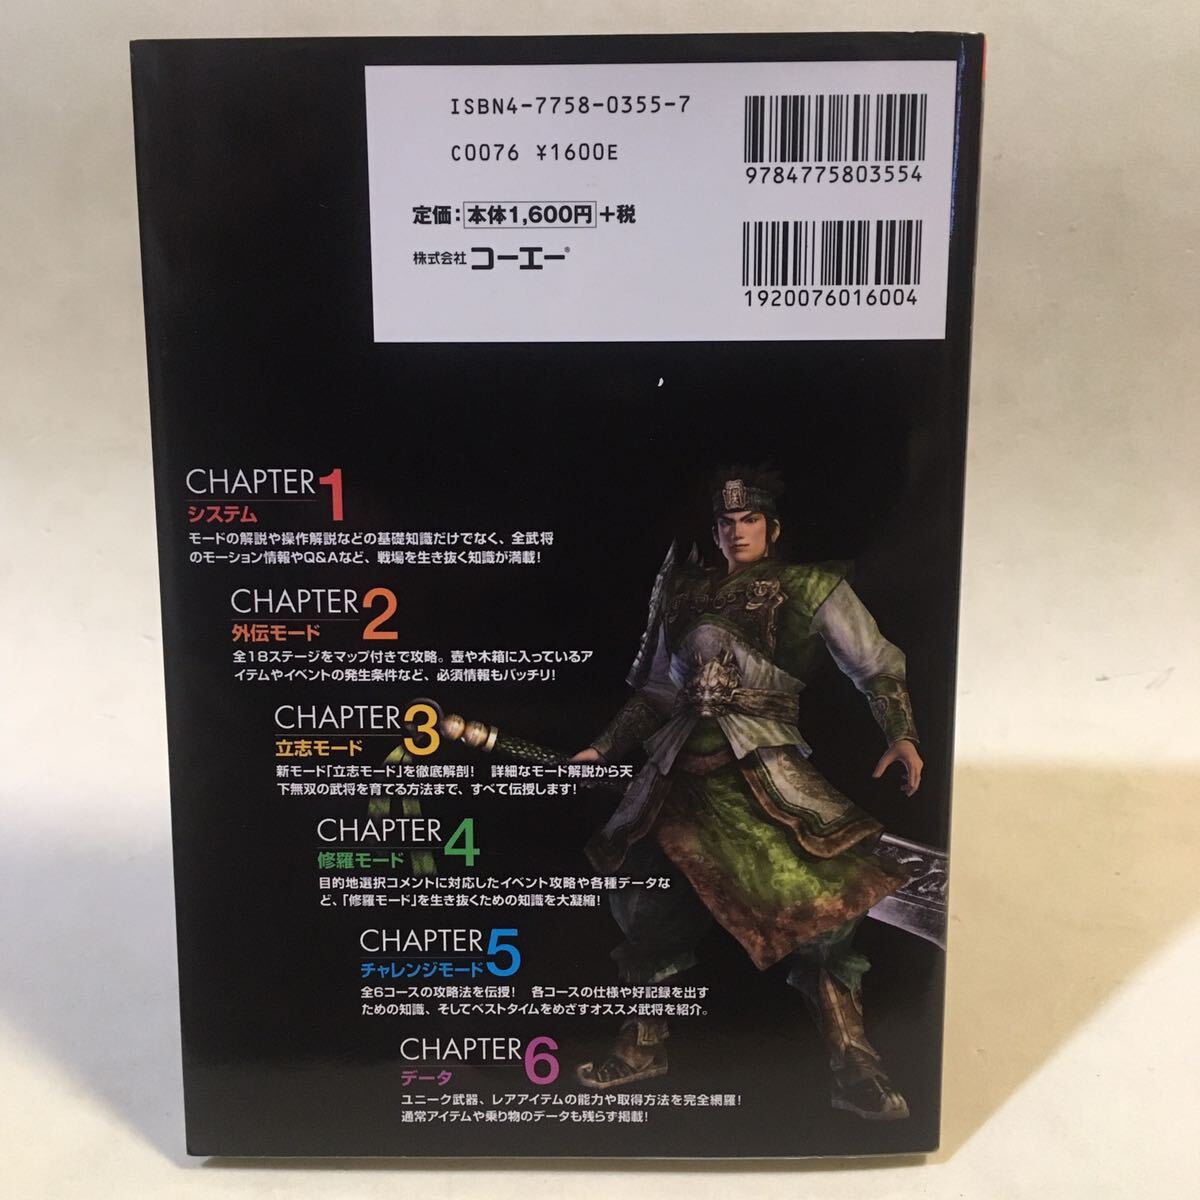 ISBN4-7758-0355-7
C0076 ¥1600E
9784775803554
定価：本体1,600円＋税
株式会社コーエー®
1920076016004
CHAPTER1
システム
モードの解説や操作解説などの基礎知識だけでなく、全武将
のモーション情報やQ&Aなど、戦場を生き抜く知識が満載！
CHAPTER2
外伝モード
全18ステージをマップ付きで攻略。壺や木箱に入っているア
イテムやイベントの発生条件など、必須情報もバッチリ！
CHAPTER3
立志モード
新モード「立志モード」を徹底解剖！ 詳細なモード解説から天
下無双の武将を育てる方法まで、すべて伝授します！
CHAPTER4
修羅モード
目的地選択コメントに対応したイベント攻略や各種データな
ど、「修羅モード」を生き抜くための知識を大凝縮！
CHAPTER5
チャレンジモード
全6コースの攻略法を伝授！ 各コースの仕様や好記録を出す
ための知識、そしてベストタイムをめざすオススメ武将を紹介。
CHAPTER6
データ
ユニーク武器、レアアイテムの能力や取得方法を完全網羅！
通常アイテムや乗り物のデータも残らず掲載！